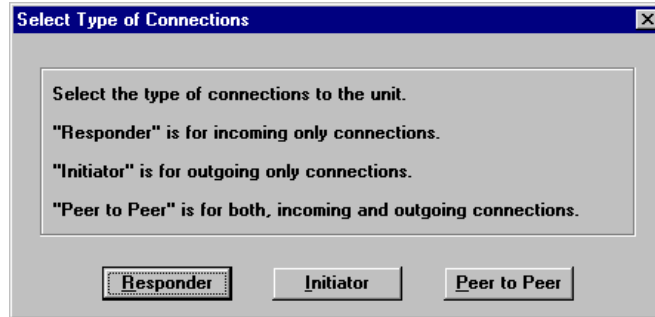 Select Type of Connections
Select the type of connections to the unit.
"Responder" is for incoming only connections.
"Initiator" is for outgoing only connections.
"Peer to Peer" is for both, incoming and outgoing connections.
Responder Initiator Peer to Peer